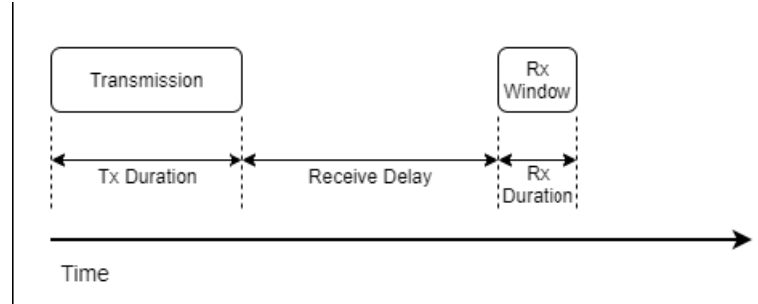 Transmission
Rx
Window
Tx Duration
Receive Delay
Rx
Duration
Time